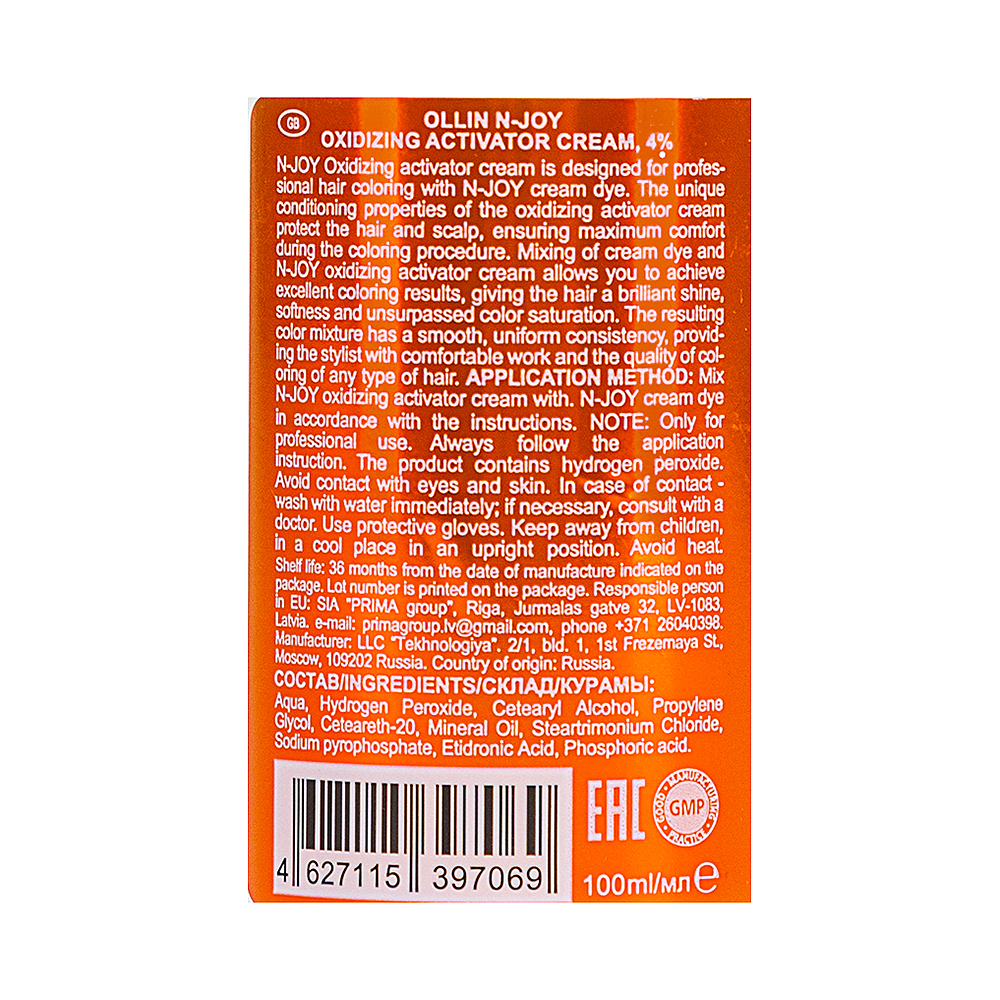 GB
OLLIN N-JOY
OXIDIZING ACTIVATOR CREAM, 4%
N-JOY Oxidizing activator cream is designed for profes-
sional hair coloring with N-JOY cream dye. The unique
conditioning properties of the oxidizing activator cream
protect the hair and scalp, ensuring maximum comfort
during the coloring procedure. Mixing of cream dye and
N-JOY oxidizing activator cream allows you to achieve
excellent coloring results, giving the hair a brilliant shine,
softness and unsurpassed color saturation. The resulting
color mixture has a smooth, uniform consistency, provid-
ing the stylist with comfortable work and the quality of col-
oring of any type of hair. APPLICATION METHOD: Mix
N-JOY oxidizing activator cream with. N-JOY cream dye
in accordance with the instructions. NOTE: Only for
professional use. Always follow the application
instruction. The product contains hydrogen peroxide.
Avoid contact with eyes and skin. In case of contact -
wash with water immediately; if necessary, consult with a
doctor. Use protective gloves. Keep away from children,
in a cool place in an upright position. Avoid heat.
Shelf life: 36 months from the date of manufacture indicated on the
package. Lot number is printed on the package. Responsible person
in EU: SIA "PRIMA group", Riga, Jurmalas gatve 32, LV-1083,
Latvia. e-mail: primagroup.lv@gmail.com, phone +371 26040398.
Manufacturer: LLC "Tekhnologiya". 2/1, bld. 1, 1st Frezernaya St.,
Moscow, 109202 Russia. Country of origin: Russia.
СОСТАВ/INGREDIENTS/СКЛАД/КУРАМЫ:
Aqua, Hydrogen Peroxide, Cetearyl Alcohol, Propylene
Glycol, Ceteareth-20, Mineral Oil, Steartrimonium Chloride,
Sodium pyrophosphate, Etidronic Acid, Phosphoric acid.
EAC
GOOD MANUFACTURING PRACTICE
GMP
4 627115 397069
100ml/мл e